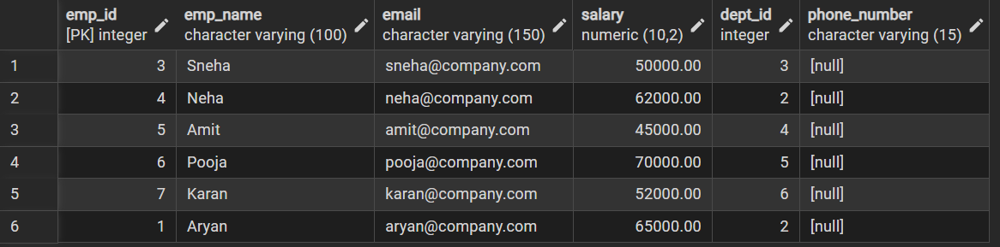 emp_id emp_name email salary dept_id phone_number
[PK] integer character varying (100) character varying (150) numeric (10,2) integer character varying (15)
1 3 Sneha sneha@company.com 50000.00 3 [null]
2 4 Neha neha@company.com 62000.00 2 [null]
3 5 Amit amit@company.com 45000.00 4 [null]
4 6 Pooja pooja@company.com 70000.00 5 [null]
5 7 Karan karan@company.com 52000.00 6 [null]
6 1 Aryan aryan@company.com 65000.00 2 [null]